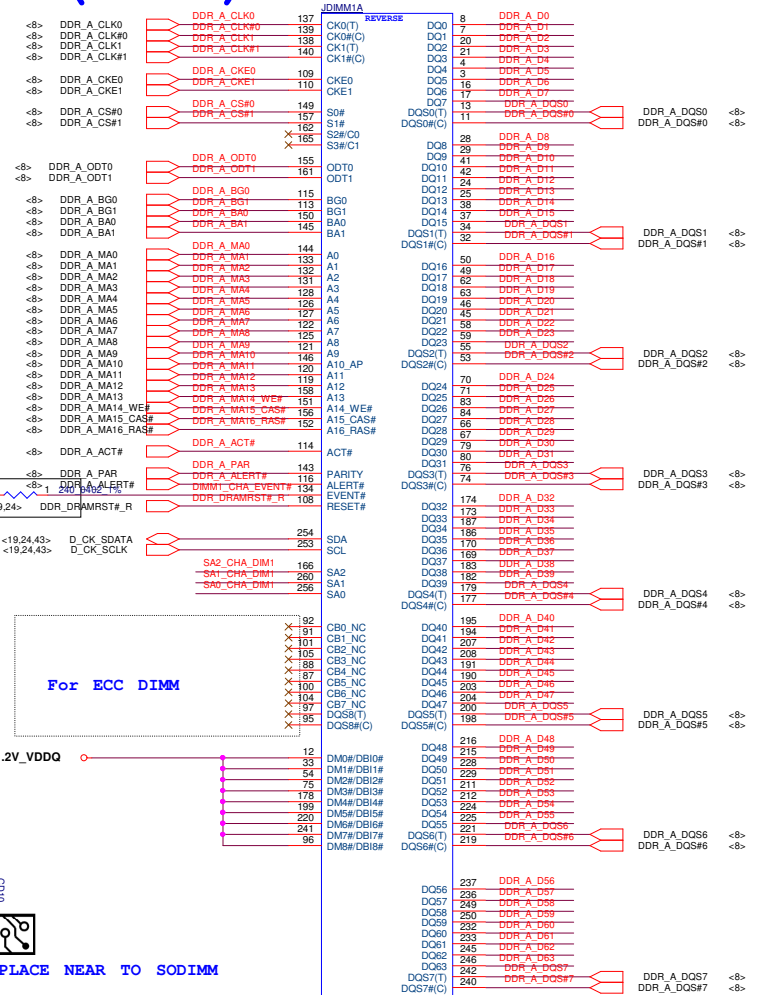 JDIMM1A
REVERSE
<8> DDR_A_CLK0 DDR_A_CLK0 137 CK0(T)
<8> DDR_A_CLK#0 DDR_A_CLK#0 139 CK0#(C)
<8> DDR_A_CLK1 DDR_A_CLK1 138 CK1(T)
<8> DDR_A_CLK#1 DDR_A_CLK#1 140 CK1#(C)
<8> DDR_A_CKE0 DDR_A_CKE0 109 CKE0
<8> DDR_A_CKE1 DDR_A_CKE1 110 CKE1
<8> DDR_A_CS#0 DDR_A_CS#0 149 S0#
<8> DDR_A_CS#1 DDR_A_CS#1 157 S1#
162 S2#/C0
165 S3#/C1
<8> DDR_A_ODT0 DDR_A_ODT0 155 ODT0
<8> DDR_A_ODT1 DDR_A_ODT1 161 ODT1
<8> DDR_A_BG0 DDR_A_BG0 115 BG0
<8> DDR_A_BG1 DDR_A_BG1 113 BG1
<8> DDR_A_BA0 DDR_A_BA0 150 BA0
<8> DDR_A_BA1 DDR_A_BA1 145 BA1
<8> DDR_A_MA0 DDR_A_MA0 144 A0
<8> DDR_A_MA1 DDR_A_MA1 133 A1
<8> DDR_A_MA2 DDR_A_MA2 132 A2
<8> DDR_A_MA3 DDR_A_MA3 131 A3
<8> DDR_A_MA4 DDR_A_MA4 128 A4
<8> DDR_A_MA5 DDR_A_MA5 126 A5
<8> DDR_A_MA6 DDR_A_MA6 127 A6
<8> DDR_A_MA7 DDR_A_MA7 122 A7
<8> DDR_A_MA8 DDR_A_MA8 125 A8
<8> DDR_A_MA9 DDR_A_MA9 121 A9
<8> DDR_A_MA10 DDR_A_MA10 146 A10_AP
<8> DDR_A_MA11 DDR_A_MA11 120 A11
<8> DDR_A_MA12 DDR_A_MA12 119 A12
<8> DDR_A_MA13 DDR_A_MA13 158 A13
<8> DDR_A_MA14_WE# DDR_A_MA14_WE# 151 A14_WE#
<8> DDR_A_MA15_CAS# DDR_A_MA15_CAS# 156 A15_CAS#
<8> DDR_A_MA16_RAS# DDR_A_MA16_RAS# 152 A16_RAS#
<8> DDR_A_ACT# DDR_A_ACT# 114 ACT#
<8> DDR_A_PAR DDR_A_PAR 143 PARITY
<8> DDR_A_ALERT# DDR_A_ALERT# 116 ALERT#
1 240_0402_1% DIMM1_CHA_EVENT# 134 EVENT#
9,24> DDR_DRAMRST#_R DDR_DRAMRST#_R 108 RESET#
<19,24,43> D_CK_SDATA 254 SDA
<19,24,43> D_CK_SCLK 253 SCL
SA2_CHA_DIM1 166 SA2
SA1_CHA_DIM1 260 SA1
SA0_CHA_DIM1 256 SA0
For ECC DIMM
92 CB0_NC
91 CB1_NC
101 CB2_NC
105 CB3_NC
88 CB4_NC
87 CB5_NC
100 CB6_NC
104 CB7_NC
97 DQS8(T)
95 DQS8#(C)
.2V_VDDQ
12 DM0#/DBI0#
33 DM1#/DBI1#
54 DM2#/DBI2#
75 DM3#/DBI3#
178 DM4#/DBI4#
199 DM5#/DBI5#
220 DM6#/DBI6#
241 DM7#/DBI7#
96 DM8#/DBI8#
PLACE NEAR TO SODIMM
DQ0 8 DDR_A_D0
DQ1 7 DDR_A_D1
DQ2 20 DDR_A_D2
DQ3 21 DDR_A_D3
DQ4 4 DDR_A_D4
DQ5 3 DDR_A_D5
DQ6 16 DDR_A_D6
DQ7 17 DDR_A_D7
DQS0(T) 13 DDR_A_DQS0 DDR_A_DQS0 <8>
DQS0#(C) 11 DDR_A_DQS#0 DDR_A_DQS#0 <8>
DQ8 28 DDR_A_D8
DQ9 29 DDR_A_D9
DQ10 41 DDR_A_D10
DQ11 42 DDR_A_D11
DQ12 24 DDR_A_D12
DQ13 25 DDR_A_D13
DQ14 38 DDR_A_D14
DQ15 37 DDR_A_D15
DQS1(T) 34 DDR_A_DQS1 DDR_A_DQS1 <8>
DQS1#(C) 32 DDR_A_DQS#1 DDR_A_DQS#1 <8>
DQ16 50 DDR_A_D16
DQ17 49 DDR_A_D17
DQ18 62 DDR_A_D18
DQ19 63 DDR_A_D19
DQ20 46 DDR_A_D20
DQ21 45 DDR_A_D21
DQ22 58 DDR_A_D22
DQ23 59 DDR_A_D23
DQS2(T) 55 DDR_A_DQS2 DDR_A_DQS2 <8>
DQS2#(C) 53 DDR_A_DQS#2 DDR_A_DQS#2 <8>
DQ24 70 DDR_A_D24
DQ25 71 DDR_A_D25
DQ26 83 DDR_A_D26
DQ27 84 DDR_A_D27
DQ28 66 DDR_A_D28
DQ29 67 DDR_A_D29
DQ30 79 DDR_A_D30
DQ31 80 DDR_A_D31
DQS3(T) 76 DDR_A_DQS3 DDR_A_DQS3 <8>
DQS3#(C) 74 DDR_A_DQS#3 DDR_A_DQS#3 <8>
DQ32 174 DDR_A_D32
DQ33 173 DDR_A_D33
DQ34 187 DDR_A_D34
DQ35 186 DDR_A_D35
DQ36 170 DDR_A_D36
DQ37 169 DDR_A_D37
DQ38 183 DDR_A_D38
DQ39 182 DDR_A_D39
DQS4(T) 179 DDR_A_DQS4 DDR_A_DQS4 <8>
DQS4#(C) 177 DDR_A_DQS#4 DDR_A_DQS#4 <8>
DQ40 195 DDR_A_D40
DQ41 194 DDR_A_D41
DQ42 207 DDR_A_D42
DQ43 208 DDR_A_D43
DQ44 191 DDR_A_D44
DQ45 190 DDR_A_D45
DQ46 203 DDR_A_D46
DQ47 204 DDR_A_D47
DQS5(T) 200 DDR_A_DQS5 DDR_A_DQS5 <8>
DQS5#(C) 198 DDR_A_DQS#5 DDR_A_DQS#5 <8>
DQ48 216 DDR_A_D48
DQ49 215 DDR_A_D49
DQ50 228 DDR_A_D50
DQ51 229 DDR_A_D51
DQ52 211 DDR_A_D52
DQ53 212 DDR_A_D53
DQ54 224 DDR_A_D54
DQ55 225 DDR_A_D55
DQS6(T) 221 DDR_A_DQS6 DDR_A_DQS6 <8>
DQS6#(C) 219 DDR_A_DQS#6 DDR_A_DQS#6 <8>
DQ56 237 DDR_A_D56
DQ57 236 DDR_A_D57
DQ58 249 DDR_A_D58
DQ59 250 DDR_A_D59
DQ60 232 DDR_A_D60
DQ61 233 DDR_A_D61
DQ62 245 DDR_A_D62
DQ63 246 DDR_A_D63
DQS7(T) 242 DDR_A_DQS7 DDR_A_DQS7 <8>
DQS7#(C) 240 DDR_A_DQS#7 DDR_A_DQS#7 <8>